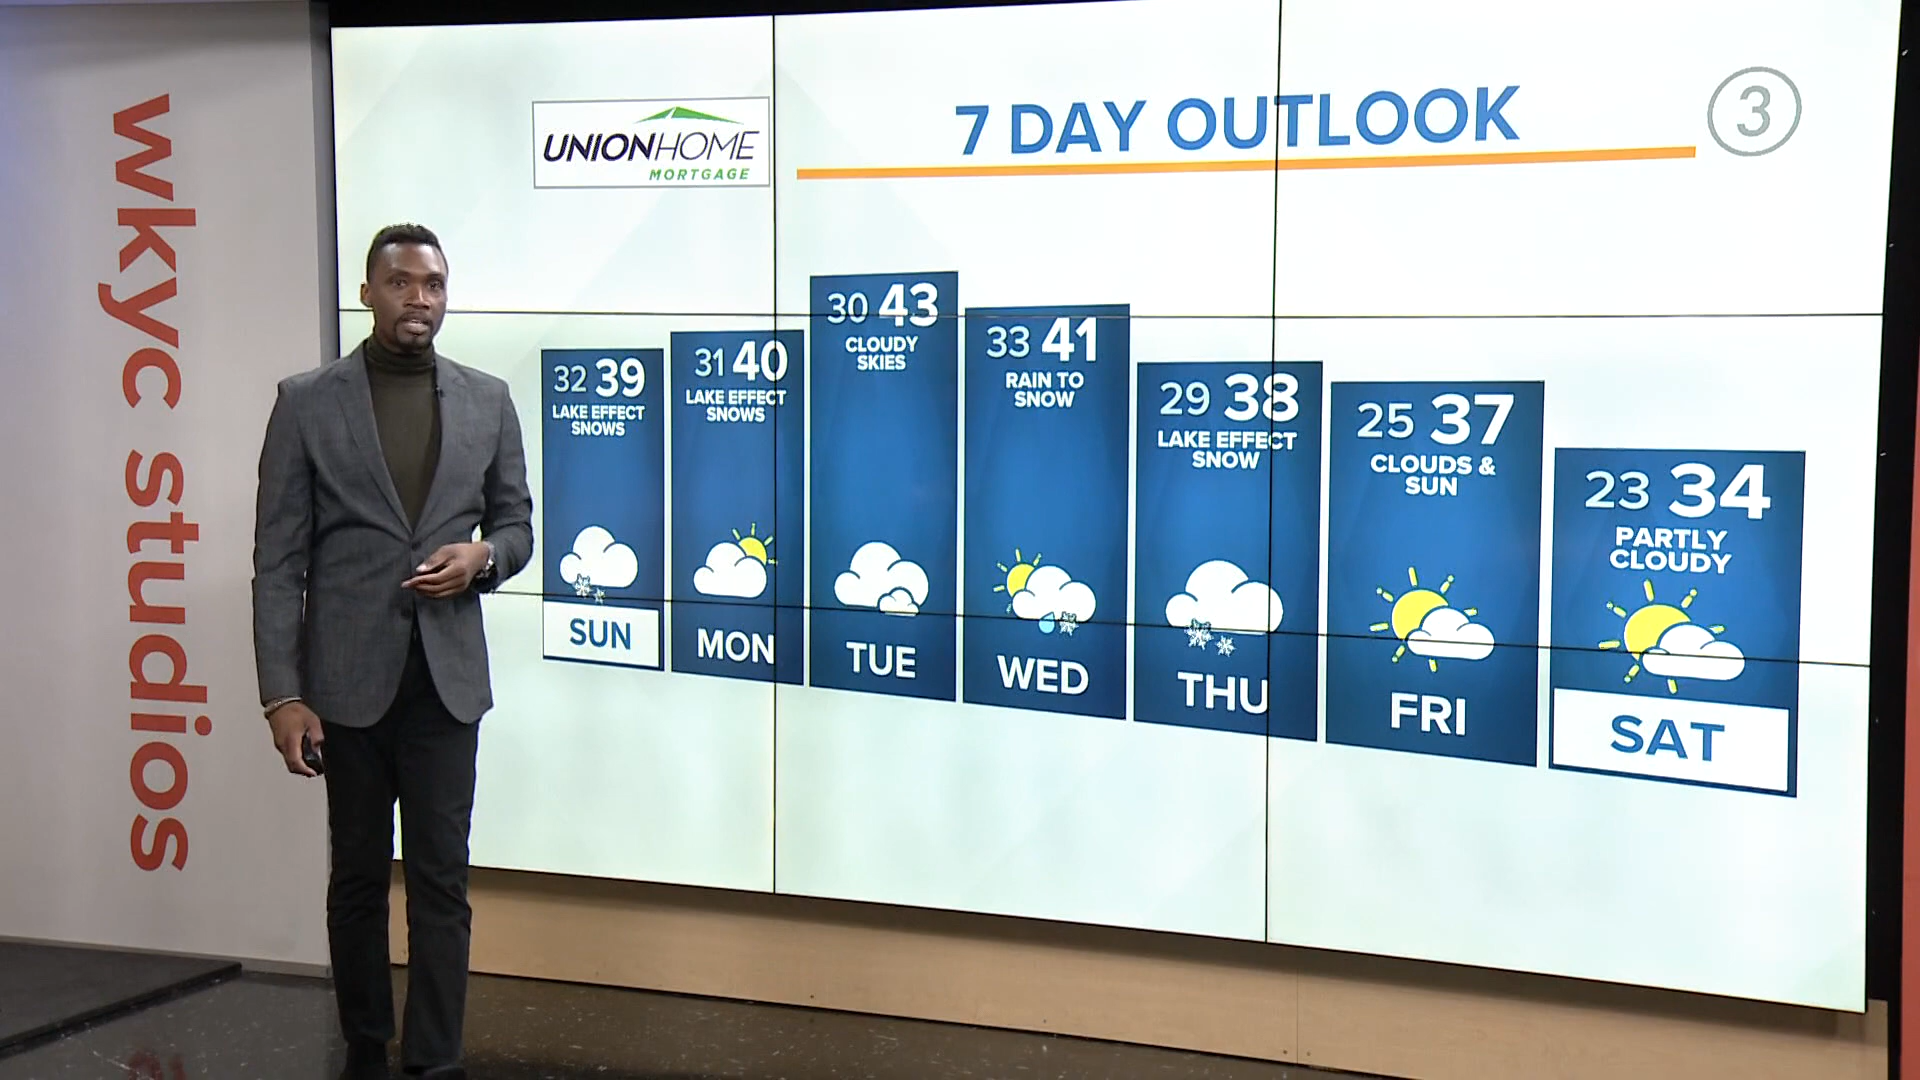 wkyc studios
UNIONHOME
MORTGAGE
7 DAY OUTLOOK
3
32 39
LAKE EFFECT
SNOWS
SUN
31 40
LAKE EFFECT
SNOWS
MON
30 43
CLOUDY
SKIES
TUE
33 41
RAIN TO
SNOW
WED
29 38
LAKE EFFECT
SNOW
THU
25 37
CLOUDS &
SUN
FRI
23 34
PARTLY
CLOUDY
SAT